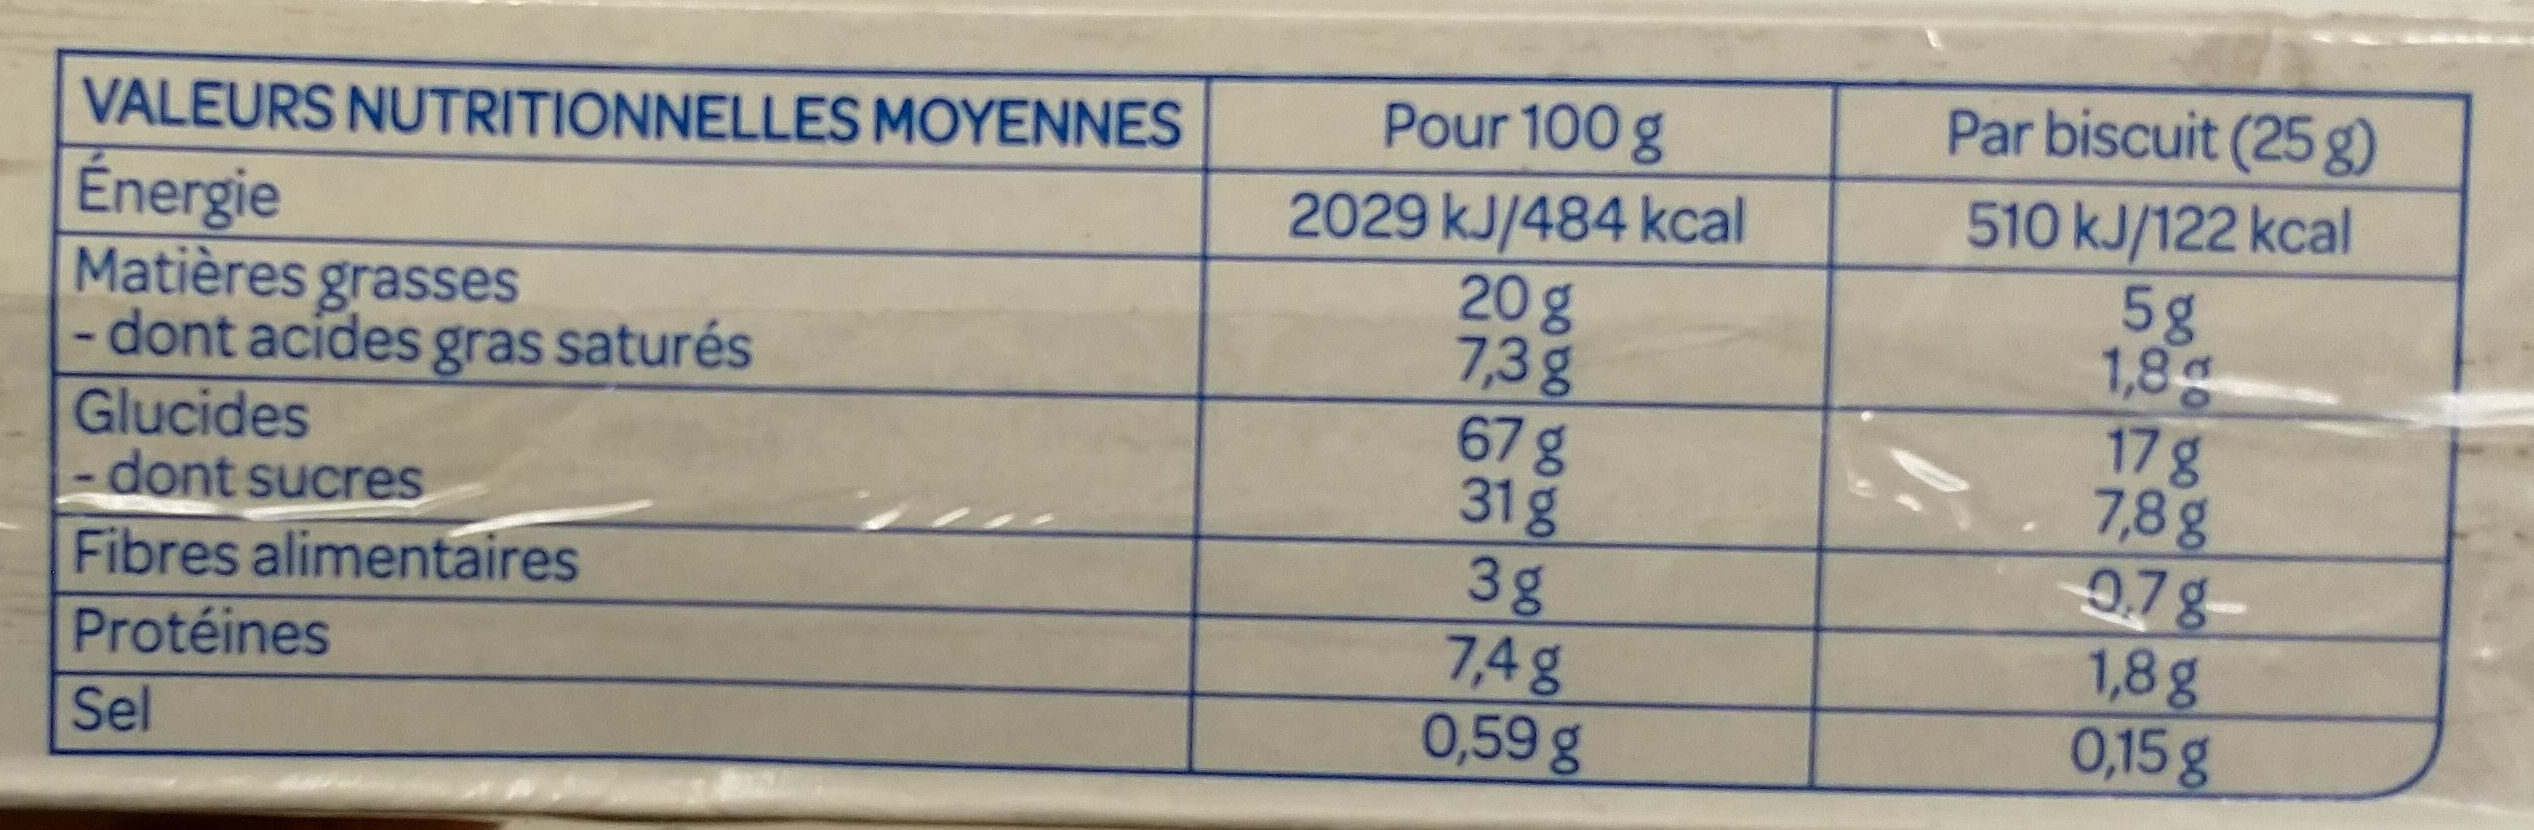 VALEURS NUTRITIONNELLES MOYENNES Pour 100 g Par biscuit (25 g)
Énergie 2029 kJ/484 kcal 510 kJ/122 kcal
Matières grasses 20 g 5 g
- dont acides gras saturés 7,3 g 1,8 g
Glucides 67 g 17 g
- dont sucres 31 g 7,8 g
Fibres alimentaires 3 g 0,7 g
Protéines 7,4 g 1,8 g
Sel 0,59 g 0,15 g